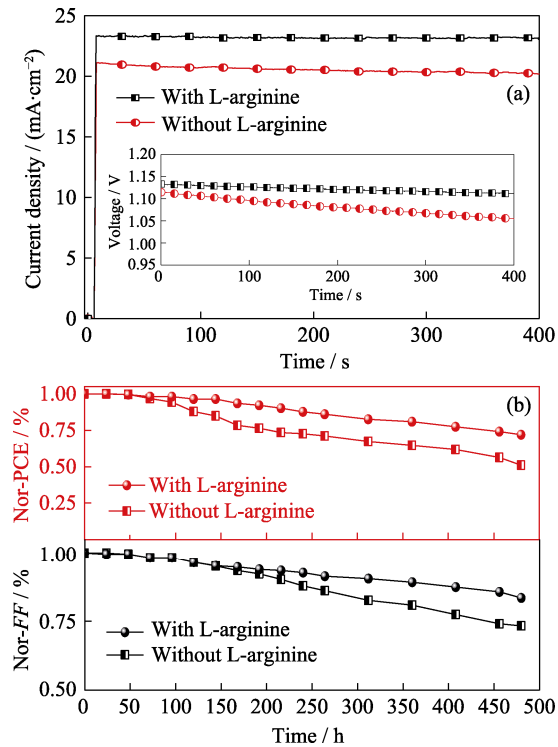 25
20
15
10
5
0
Current density / (mA·cm⁻²)
(a)
With L-arginine
Without L-arginine
1.20
1.15
1.10
1.05
1.00
0.95
Voltage / V
0 100 200 300 400
Time / s
0 100 200 300 400
Time / s
1.00
0.75
0.50
0.25
Nor-PCE / %
(b)
With L-arginine
Without L-arginine
1.00
0.75
0.50
Nor-FF / %
With L-arginine
Without L-arginine
0 50 100 150 200 250 300 350 400 450 500
Time / h